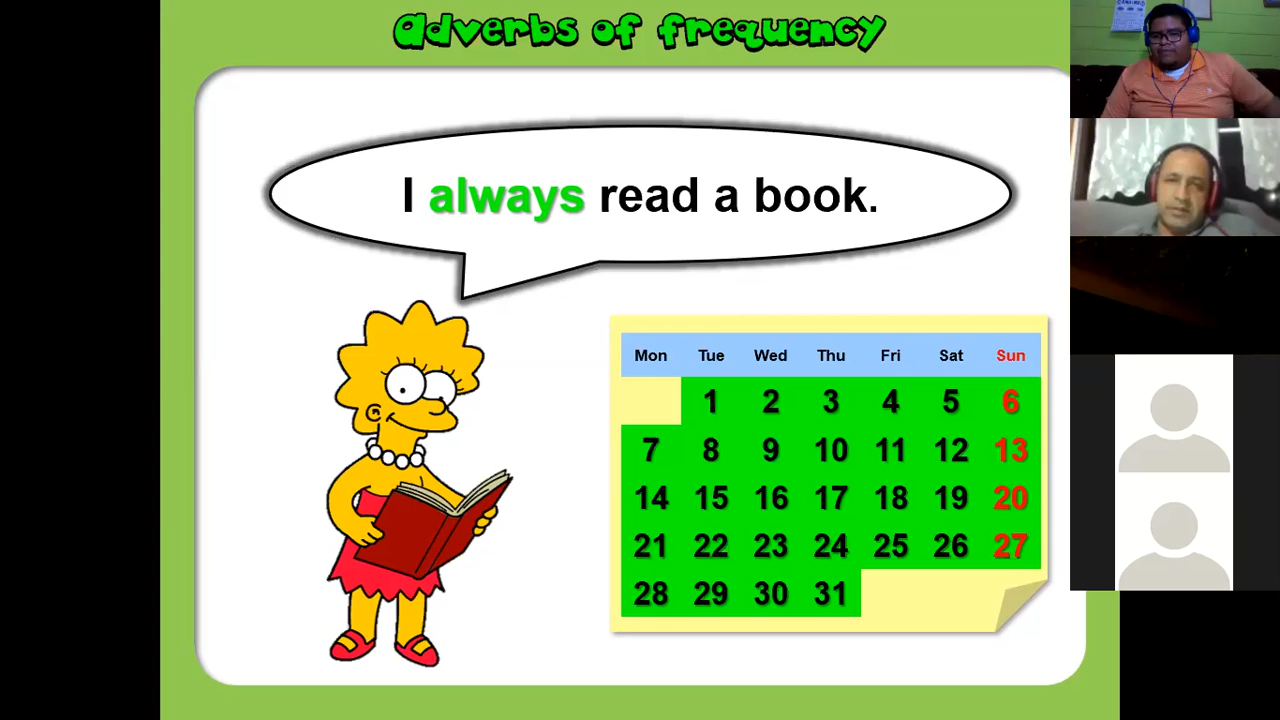 Adverbs of frequency
I always read a book.
Mon Tue Wed Thu Fri Sat Sun
1 2 3 4 5 6
7 8 9 10 11 12 13
14 15 16 17 18 19 20
21 22 23 24 25 26 27
28 29 30 31